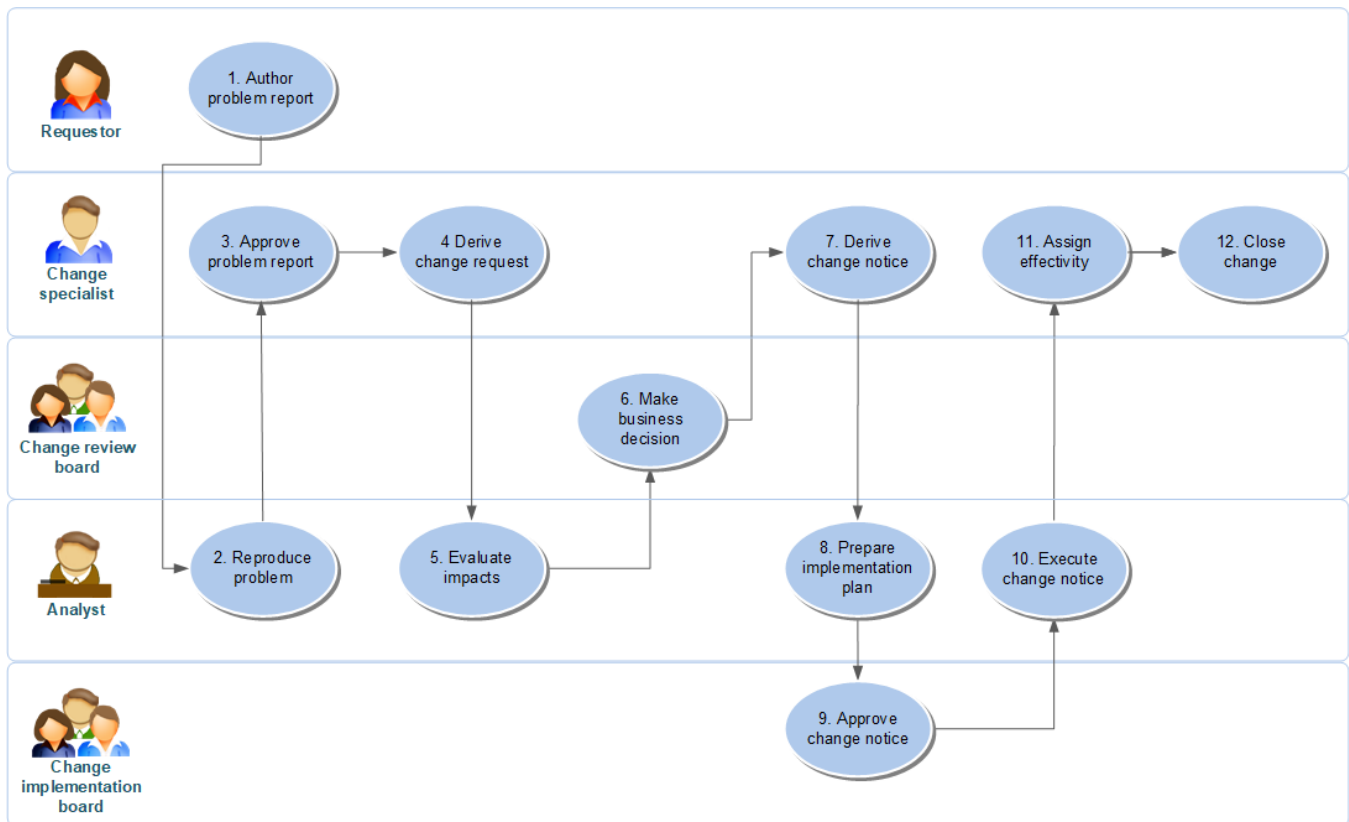 1. Author
problem report
Requestor
3. Approve
problem report
4 Derive
change request
7. Derive
change notice
11. Assign
effectivity
12. Close
change
Change
specialist
6. Make
business
decision
Change review
board
2. Reproduce
problem
5. Evaluate
impacts
8. Prepare
implementation
plan
10. Execute
change notice
Analyst
9. Approve
change notice
Change
implementation
board